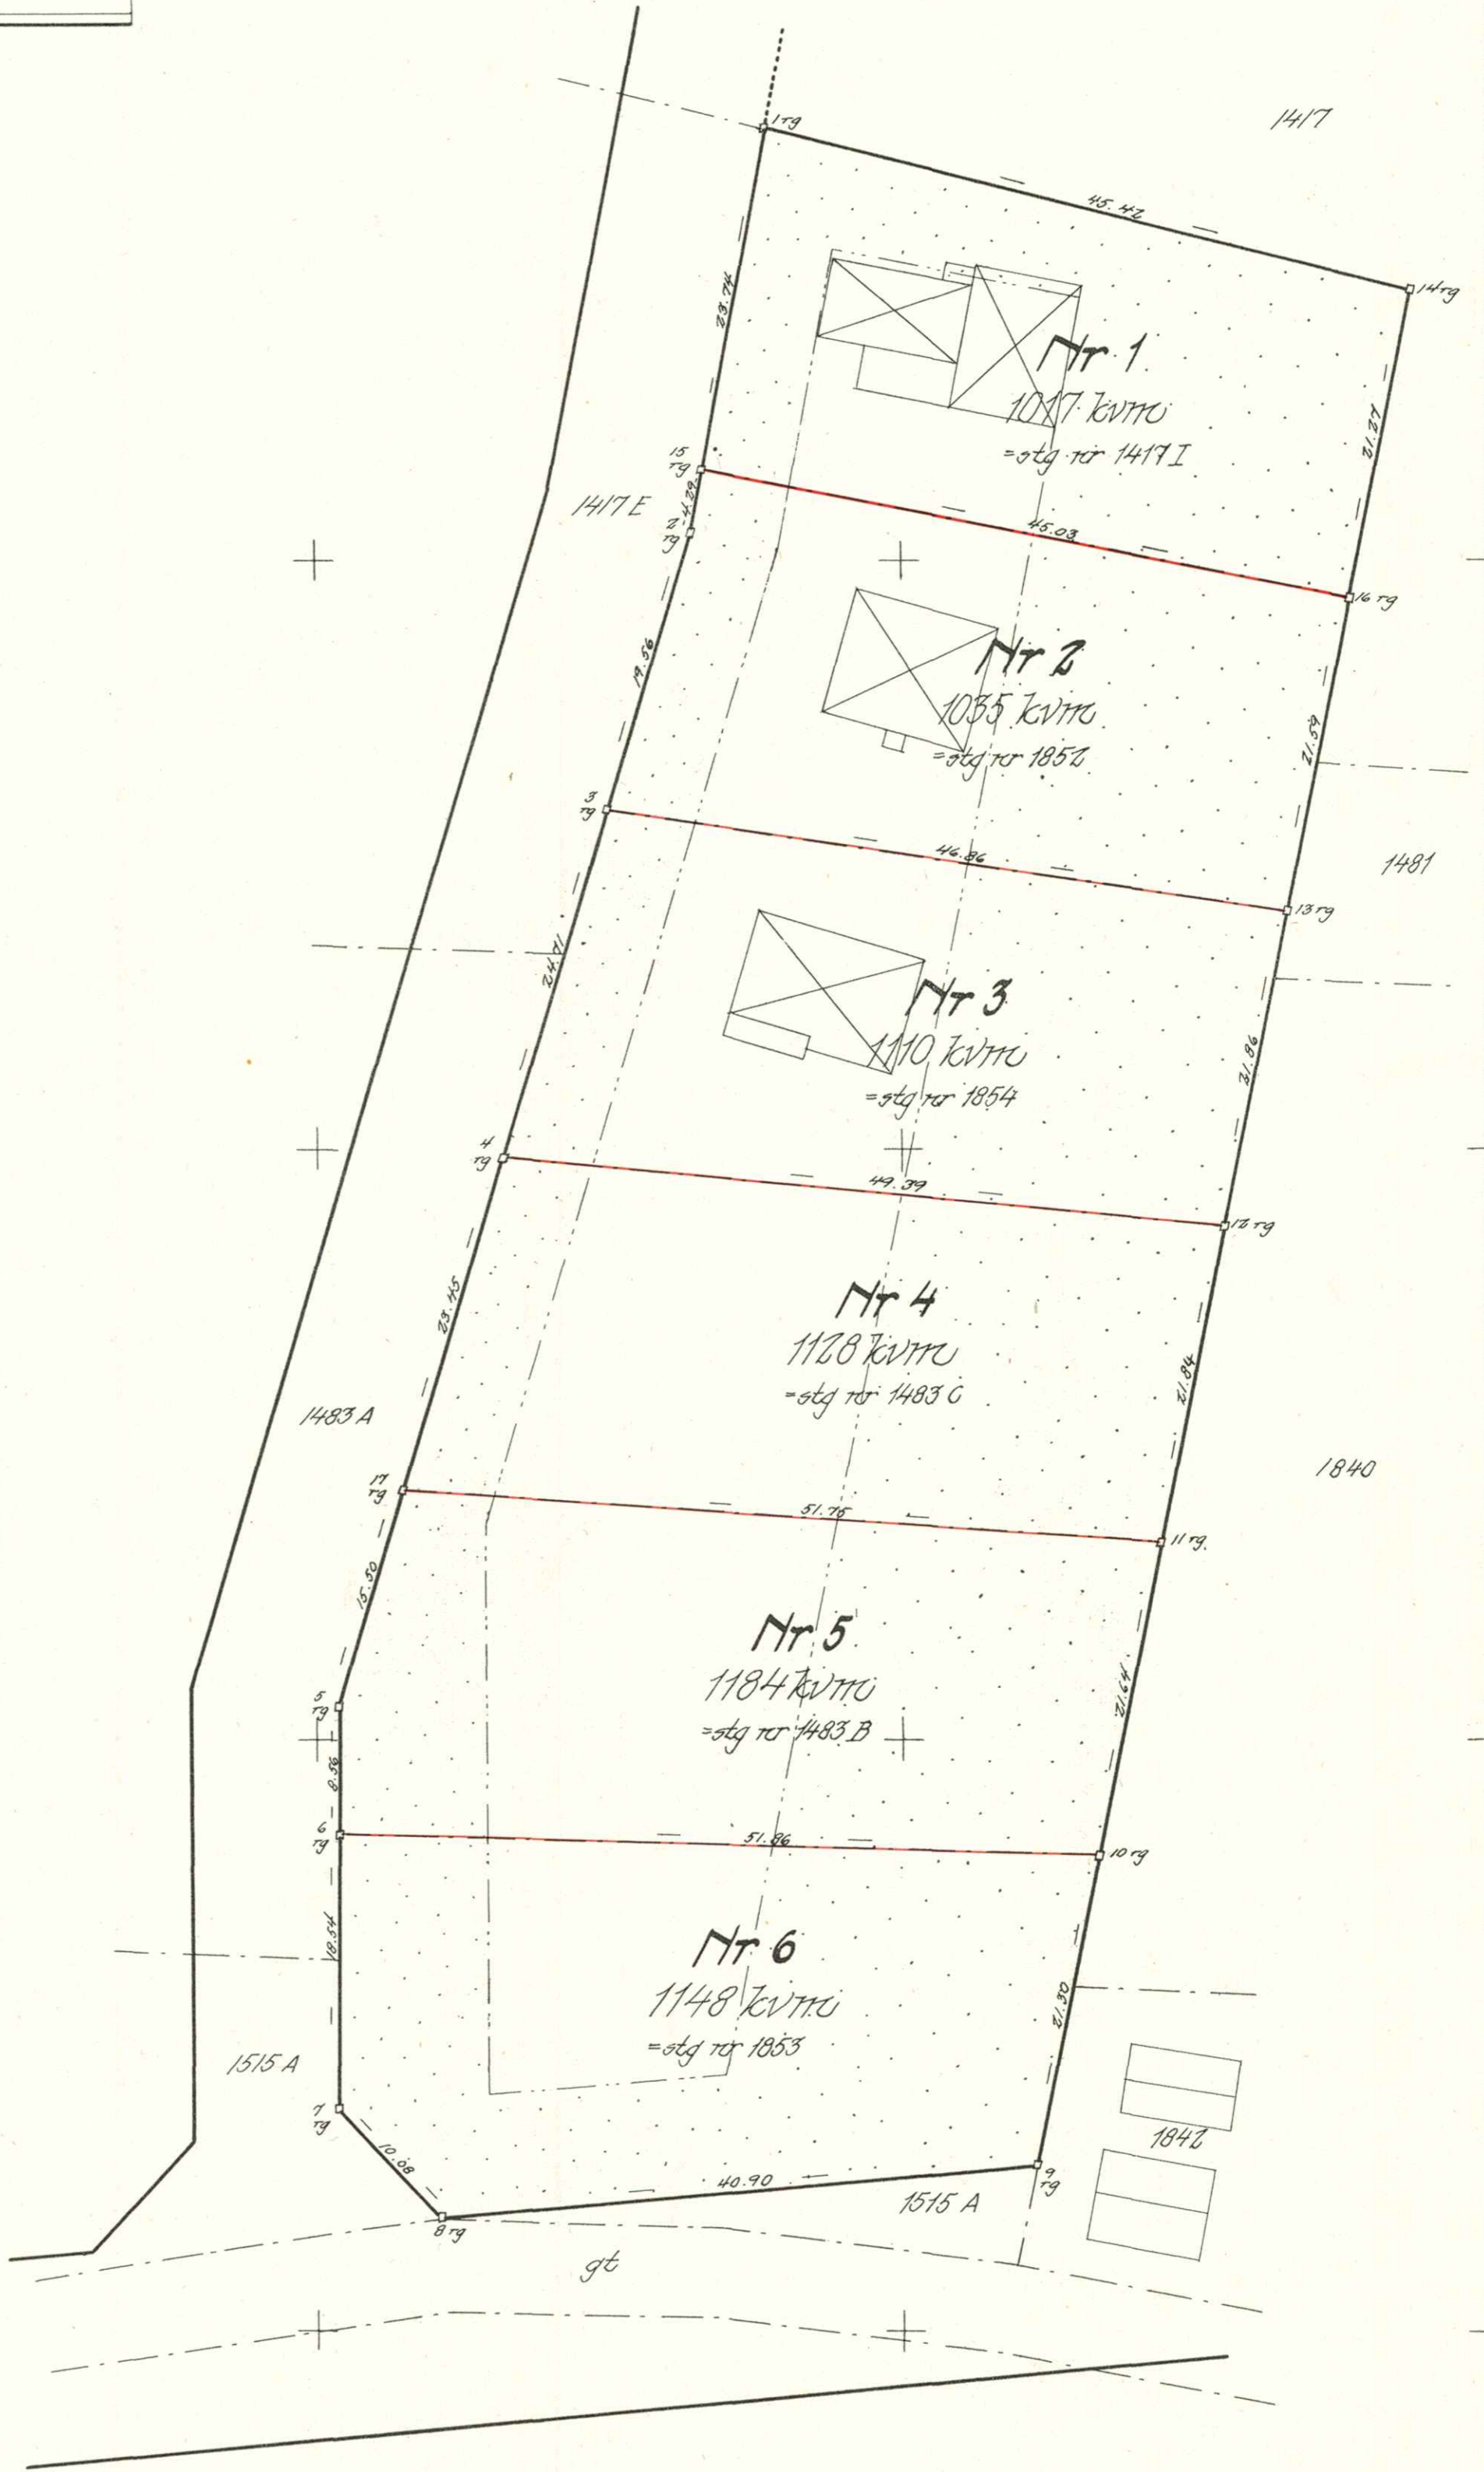 1417
1 rg
45.42
14 rg
23.74
Nr 1.
1017 kvm
=stg nr 1417 I
21.27
15
rg
4.29
1417 E
2
rg
45.03
16 rg
19.56
Nr 2
1035 kvm
=stg nr 1852
21.59
3
rg
46.86
1481
13 rg
24.71
Nr 3
1110 kvm
=stg nr 1854
21.86
4
rg
49.39
12 rg
23.45
Nr 4
1128 kvm
=stg nr 1483 C
21.84
1483 A
1840
17
rg
51.75
11 rg.
15.50
Nr 5
1184 kvm
=stg nr 1483 B
21.64
5
rg
8.56
6
rg
51.86
10 rg
18.54
Nr 6
1148 kvm
=stg nr 1853
21.30
1515 A
7
rg
1842
10.08
40.90
9
rg
1515 A
8 rg
gt